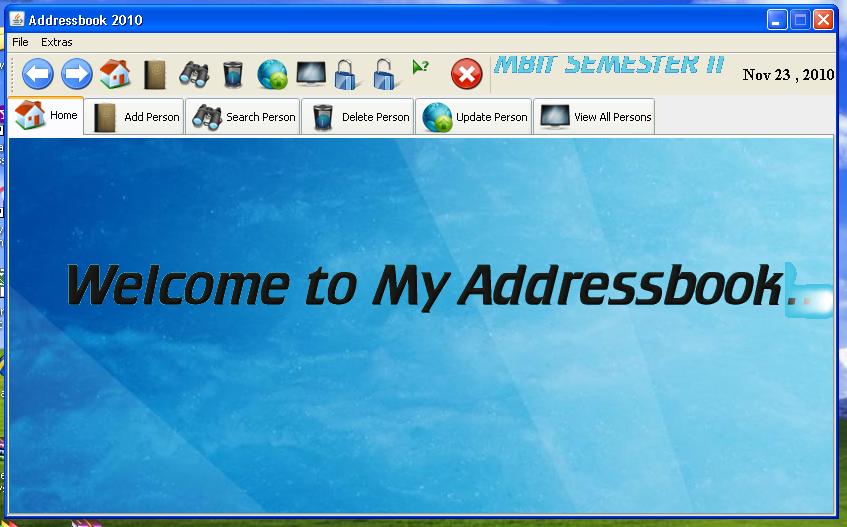 Addressbook 2010
File Extras
MBIT SEMESTER II
Nov 23 , 2010
Home Add Person Search Person Delete Person Update Person View All Persons
Welcome to My Addressbook..